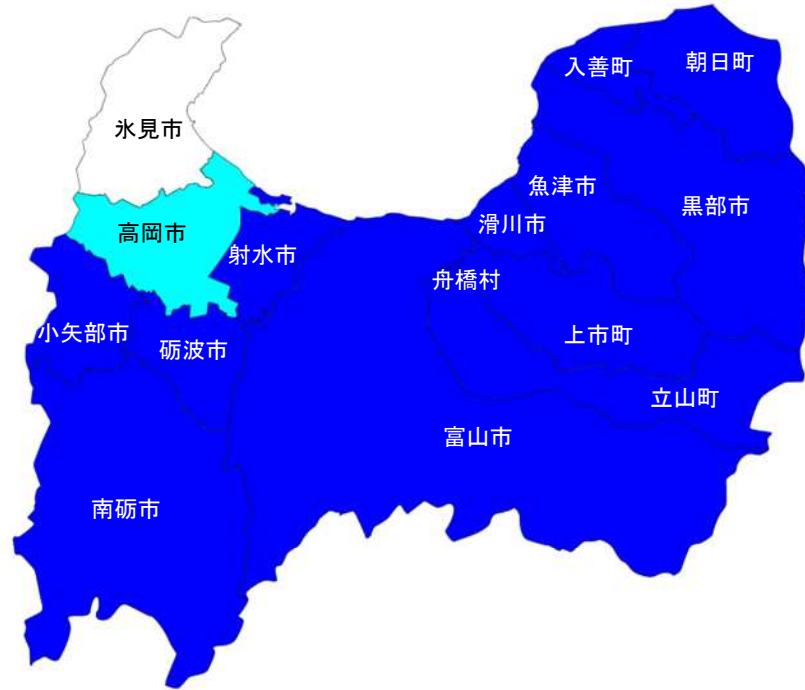 入善町
朝日町
氷見市
魚津市
黒部市
滑川市
高岡市
射水市
舟橋村
小矢部市
砺波市
上市町
立山町
富山市
南砺市